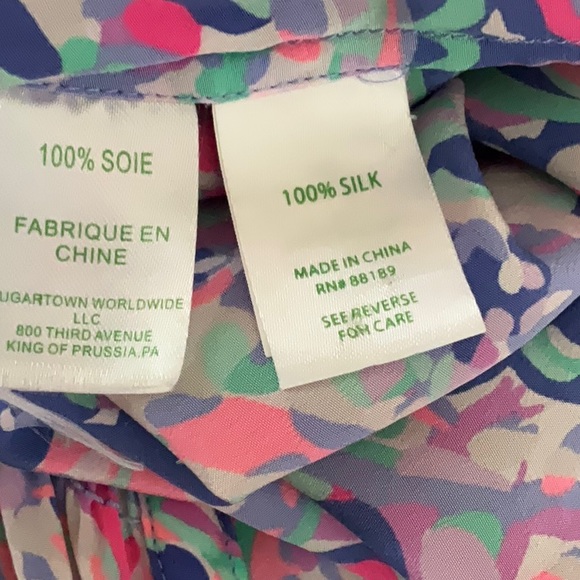 100% SOIE
FABRIQUE EN
CHINE
UGARTOWN WORLDWIDE
LLC
800 THIRD AVENUE
KING OF PRUSSIA.PA
100% SILK
MADE IN CHINA
RN# 88189
SEE REVERSE
FOR CARE